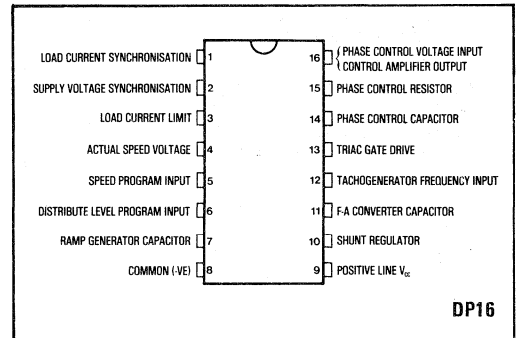 LOAD CURRENT SYNCHRONISATION 1
SUPPLY VOLTAGE SYNCHRONISATION 2
LOAD CURRENT LIMIT 3
ACTUAL SPEED VOLTAGE 4
SPEED PROGRAM INPUT 5
DISTRIBUTE LEVEL PROGRAM INPUT 6
RAMP GENERATOR CAPACITOR 7
COMMON (-VE) 8
16 { PHASE CONTROL VOLTAGE INPUT
{ CONTROL AMPLIFIER OUTPUT
15 PHASE CONTROL RESISTOR
14 PHASE CONTROL CAPACITOR
13 TRIAC GATE DRIVE
12 TACHOGENERATOR FREQUENCY INPUT
11 F-A CONVERTER CAPACITOR
10 SHUNT REGULATOR
9 POSITIVE LINE Vcc
DP16